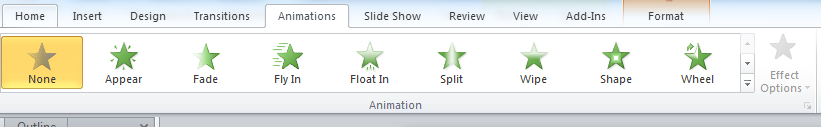 Home Insert Design Transitions Animations Slide Show Review View Add-Ins Format
None Appear Fade Fly In Float In Split Wipe Shape Wheel Effect Options
Animation
Outline